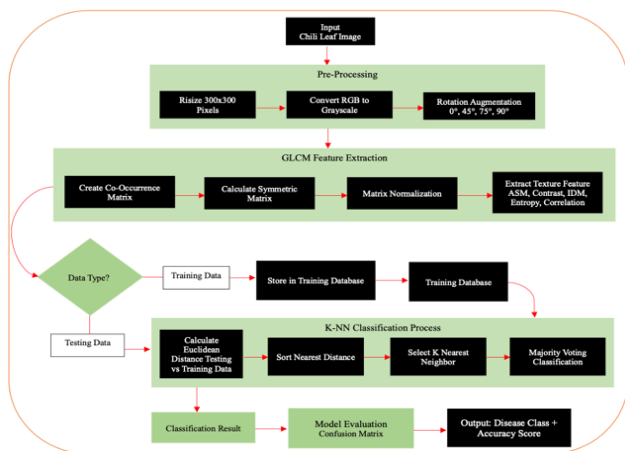 Input
Chili Leaf Image
Pre-Processing
Risize 300x300
Pixels
Convert RGB to
Grayscale
Rotation Augmentation
0°, 45°, 75°, 90°
GLCM Feature Extraction
Create Co-Occurrence
Matrix
Calculate Symmetric
Matrix
Matrix Normalization
Extract Texture Feature
ASM, Contrast, IDM,
Entropy, Correlation
Data Type?
Training Data
Store in Training Database
Training Database
Testing Data
K-NN Classification Process
Calculate
Euclidean
Distance Testing
vs Training Data
Sort Nearest Distance
Select K Nearest
Neighbor
Majority Voting
Classification
Classification Result
Model Evaluation
Confusion Matrix
Output: Disease Class +
Accuracy Score